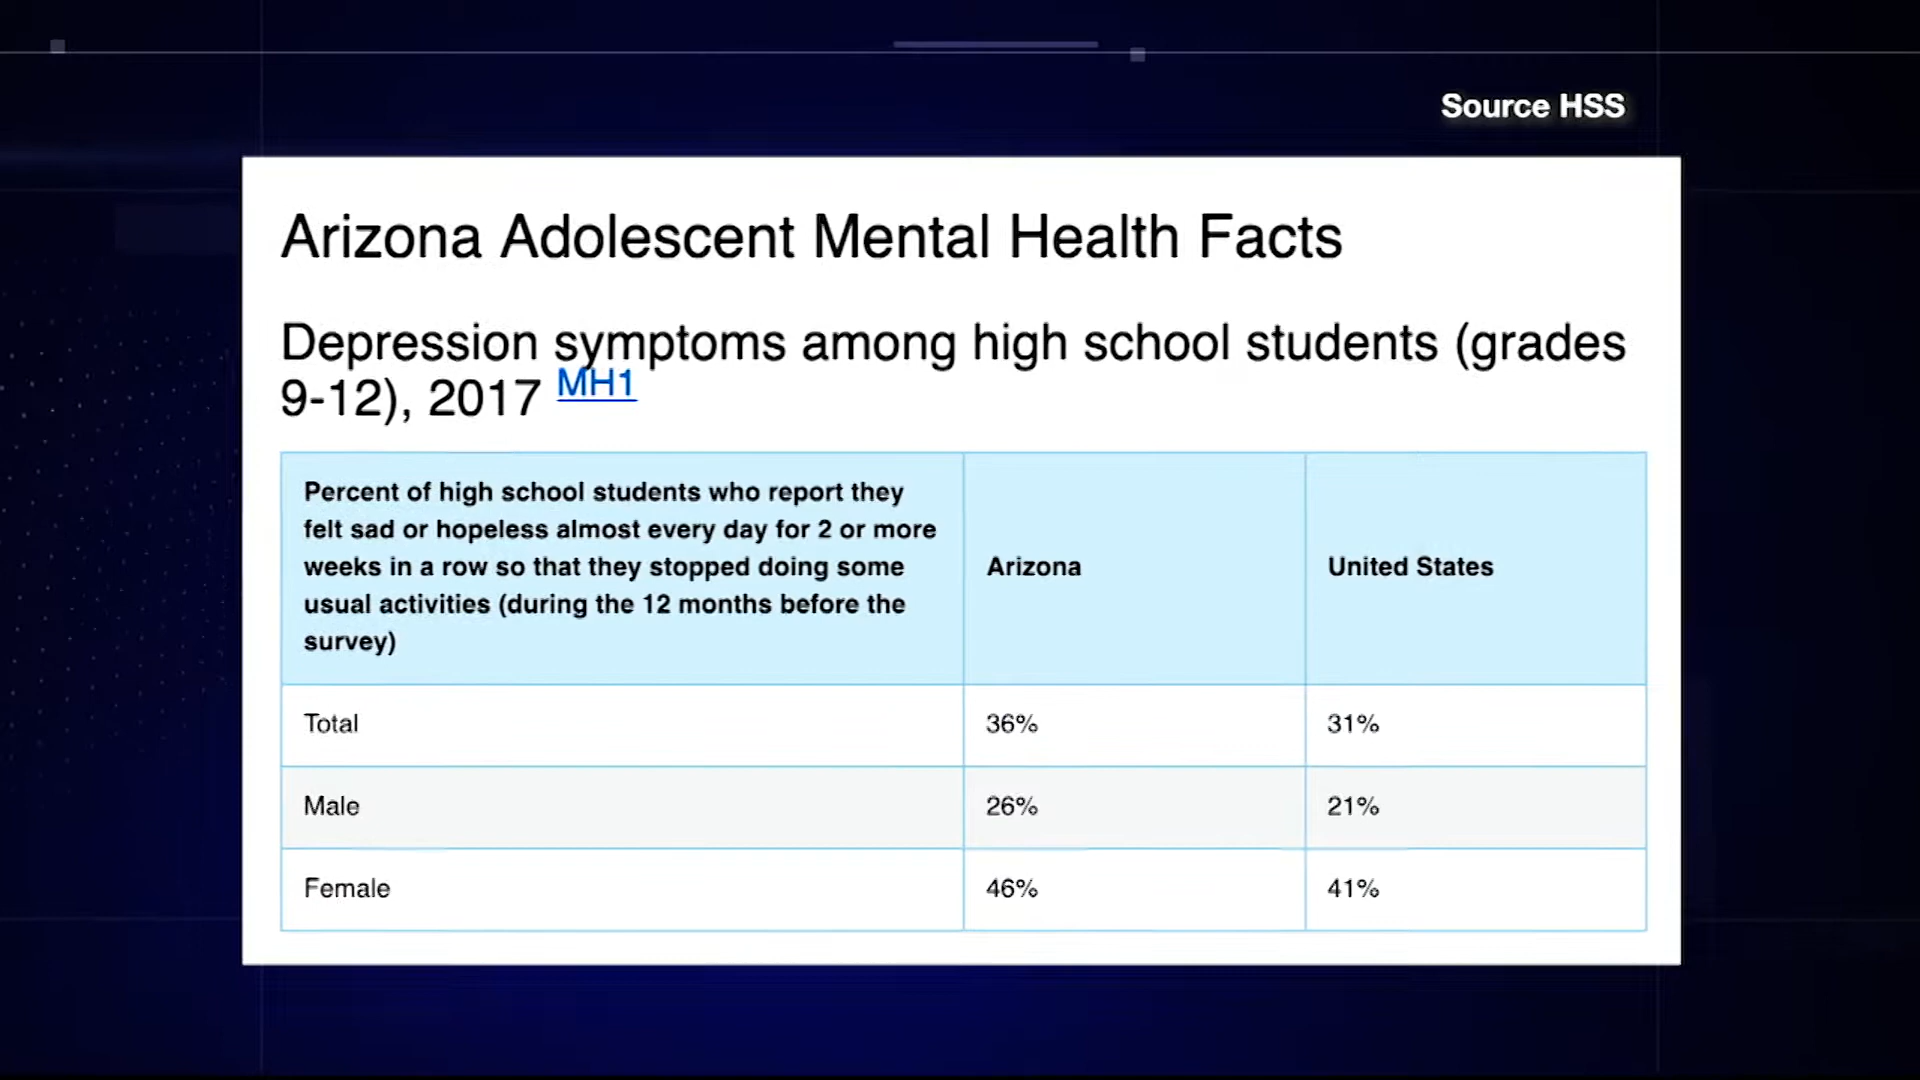 Source HSS
Arizona Adolescent Mental Health Facts
Depression symptoms among high school students (grades
9-12), 2017 MH1
Percent of high school students who report they
felt sad or hopeless almost every day for 2 or more
weeks in a row so that they stopped doing some
usual activities (during the 12 months before the
survey)
Arizona
United States
Total
36%
31%
Male
26%
21%
Female
46%
41%